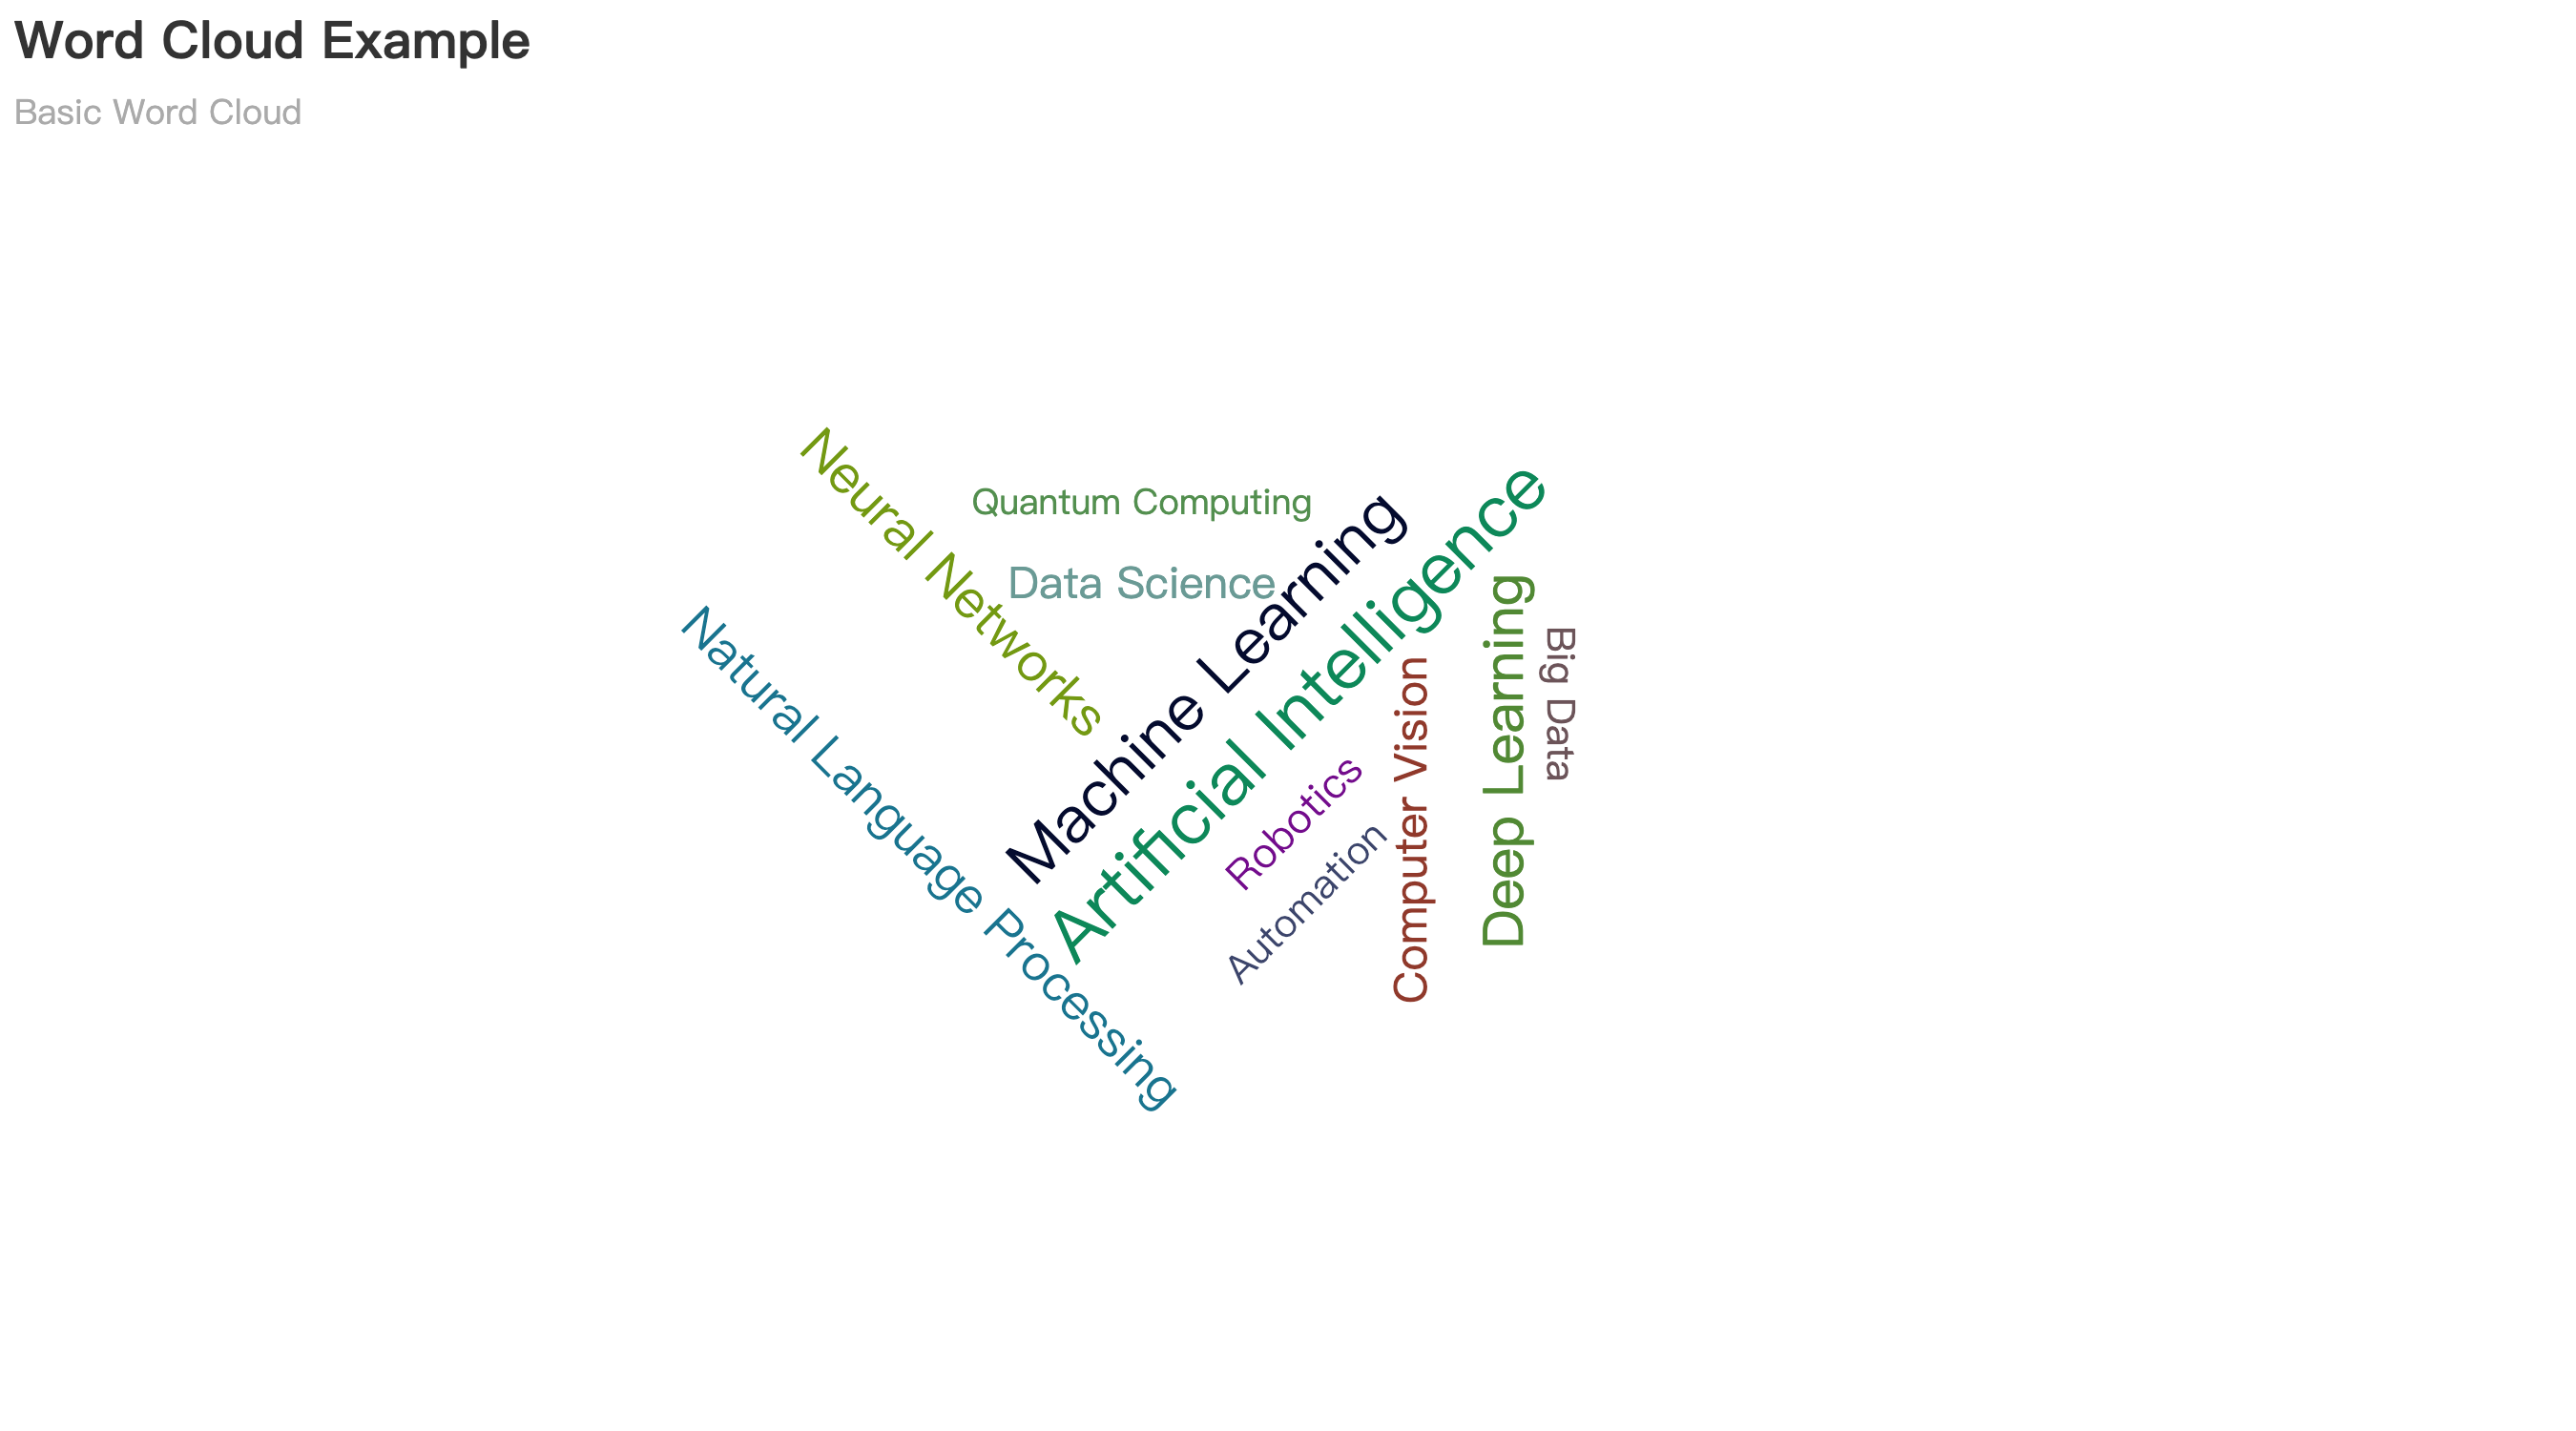 Word Cloud Example
Basic Word Cloud
Neural Networks
Quantum Computing
Data Science
Machine Learning
Artificial Intelligence
Natural Language Processing
Robotics
Automation
Computer Vision
Deep Learning
Big Data